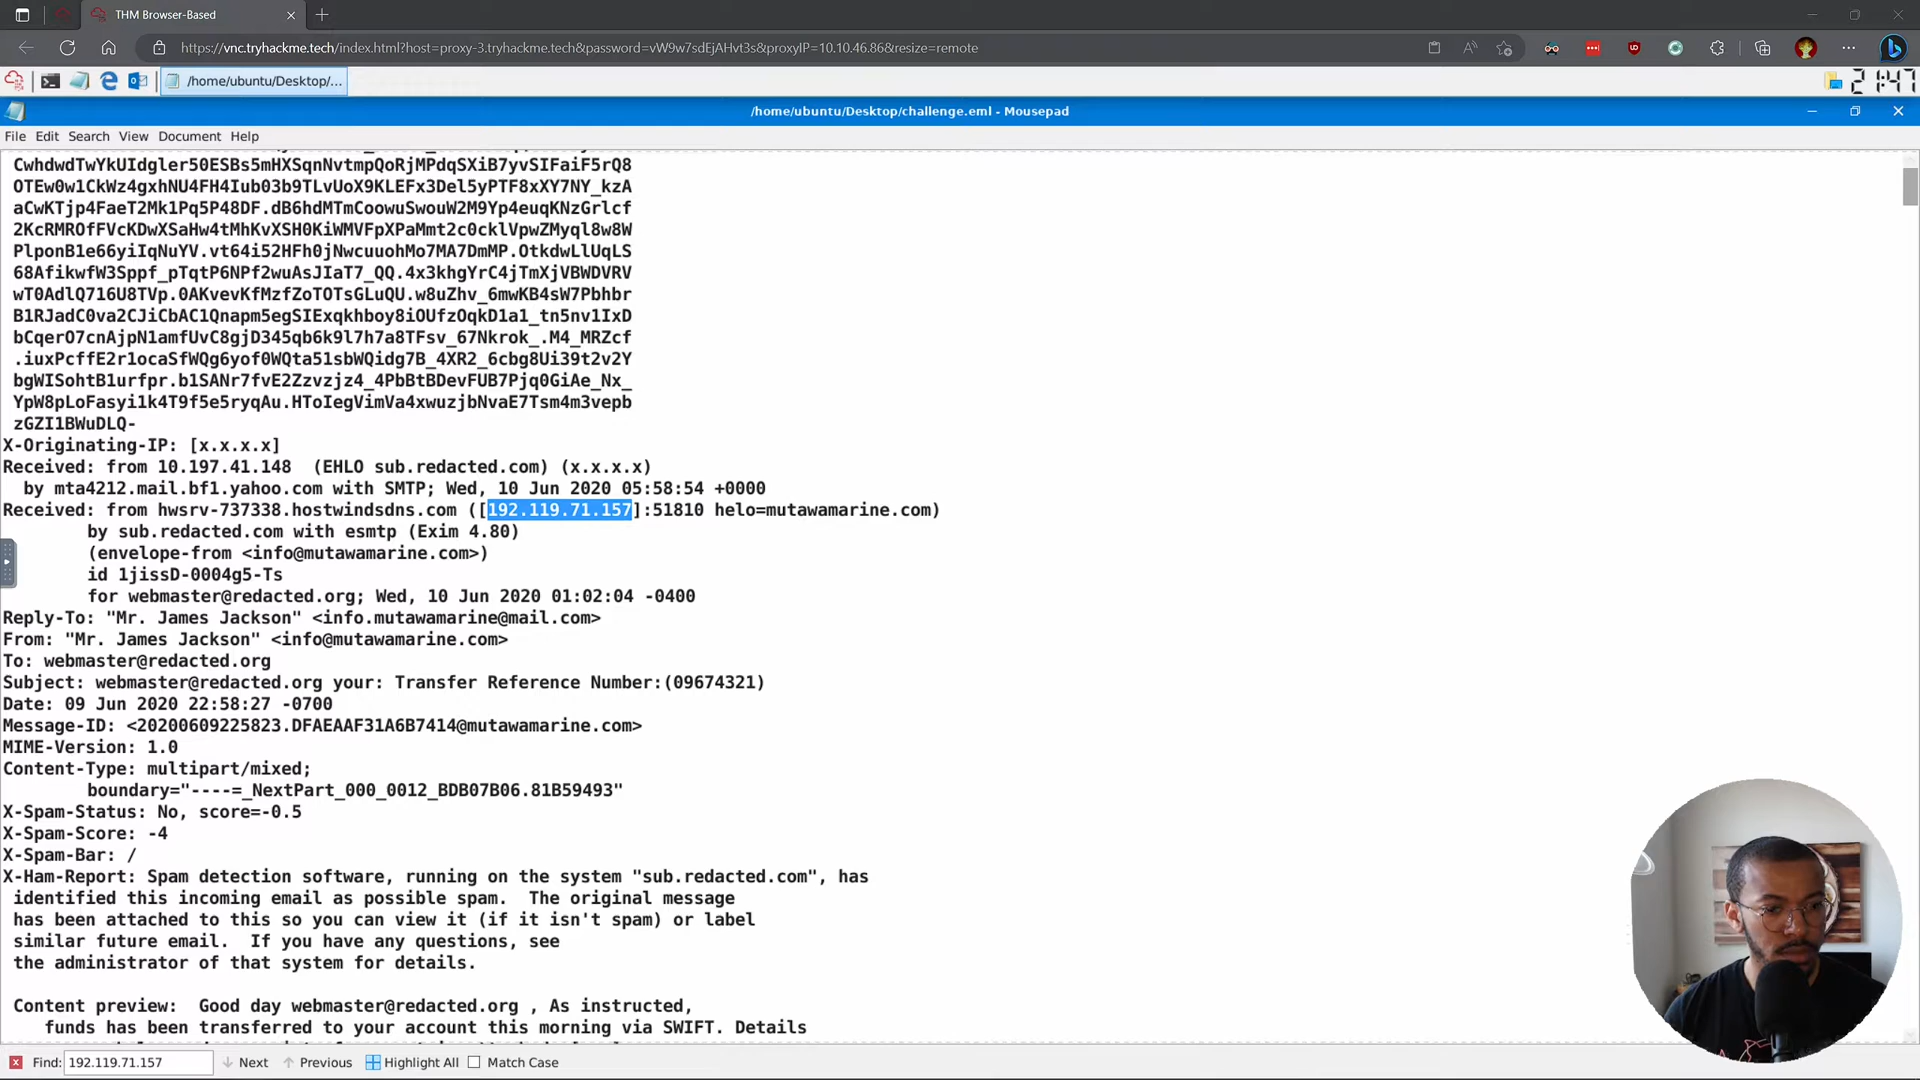 THM Browser-Based
https://vnc.tryhackme.tech/index.html?host=proxy-3.tryhackme.tech&password=vW9w7sdEjAHvt3s&proxyIP=10.10.46.86&resize=remote
/home/ubuntu/Desktop/...
21:47
/home/ubuntu/Desktop/challenge.eml - Mousepad
File Edit Search View Document Help
CwhdwdTwYkUIdgler50ESBs5mHXSqnNvtmpQoRjMPdqSXiB7yvSIFaiF5rQ8
OTEw0w1CkWz4gxhNU4FH4Iub03b9TLvUoX9KLEFx3Del5yPTF8xXY7NY_kzA
aCwKTjp4FaeT2Mk1Pq5P48DF.dB6hdMTmCoowuSwouW2M9Yp4euqKNzGrlcf
2KcRMROfFVcKDwXSaHw4tMhKvXSH0KiWMVFpXPaMmt2c0cklVpwZMyql8w8W
PlponB1e66yiIqNuYV.vt64i52HFh0jNwcuuohMo7MA7DmMP.OtkdwLlUqLS
68AfikwfW3Sppf_pTqtP6NPf2wuAsJIaT7_QQ.4x3khgYrC4jTmXjVBWDVRV
wT0AdlQ716U8TVp.0AKvevKfMzfZoTOTsGLuQU.w8uZhv_6mwKB4sW7Pbhbr
B1RJadC0va2CJiCbAC1Qnapm5egSIExqkhboy8iOUfzOqkD1a1_tn5nv1IxD
bCqerO7cnAjpN1amfUvC8gjD345qb6k9l7h7a8TFsv_67Nkrok_.M4_MRZcf
.iuxPcffE2r1ocaSfWQg6yof0WQta51sbWQidg7B_4XR2_6cbg8Ui39t2v2Y
bgWISohtB1urfpr.b1SANr7fvE2Zzvzjz4_4PbBtBDevFUB7Pjq0GiAe_Nx_
YpW8pLoFasyi1k4T9f5e5ryqAu.HToIegVimVa4xwuzjbNvaE7Tsm4m3vepb
zGZI1BWuDLQ-
X-Originating-IP: [x.x.x.x]
Received: from 10.197.41.148  (EHLO sub.redacted.com) (x.x.x.x)
by mta4212.mail.bf1.yahoo.com with SMTP; Wed, 10 Jun 2020 05:58:54 +0000
Received: from hwsrv-737338.hostwindsdns.com ([192.119.71.157]:51810 helo=mutawamarine.com)
by sub.redacted.com with esmtp (Exim 4.80)
(envelope-from <info@mutawamarine.com>)
id 1jissD-0004g5-Ts
for webmaster@redacted.org; Wed, 10 Jun 2020 01:02:04 -0400
Reply-To: "Mr. James Jackson" <info.mutawamarine@mail.com>
From: "Mr. James Jackson" <info@mutawamarine.com>
To: webmaster@redacted.org
Subject: webmaster@redacted.org your: Transfer Reference Number:(09674321)
Date: 09 Jun 2020 22:58:27 -0700
Message-ID: <20200609225823.DFAEAAF31A6B7414@mutawamarine.com>
MIME-Version: 1.0
Content-Type: multipart/mixed;
boundary="----=_NextPart_000_0012_BDB07B06.81B59493"
X-Spam-Status: No, score=-0.5
X-Spam-Score: -4
X-Spam-Bar: /
X-Ham-Report: Spam detection software, running on the system "sub.redacted.com", has
identified this incoming email as possible spam.  The original message
has been attached to this so you can view it (if it isn't spam) or label
similar future email.  If you have any questions, see
the administrator of that system for details.
Content preview:  Good day webmaster@redacted.org , As instructed,
funds has been transferred to your account this morning via SWIFT. Details
Find: 192.119.71.157 Next Previous Highlight All Match Case